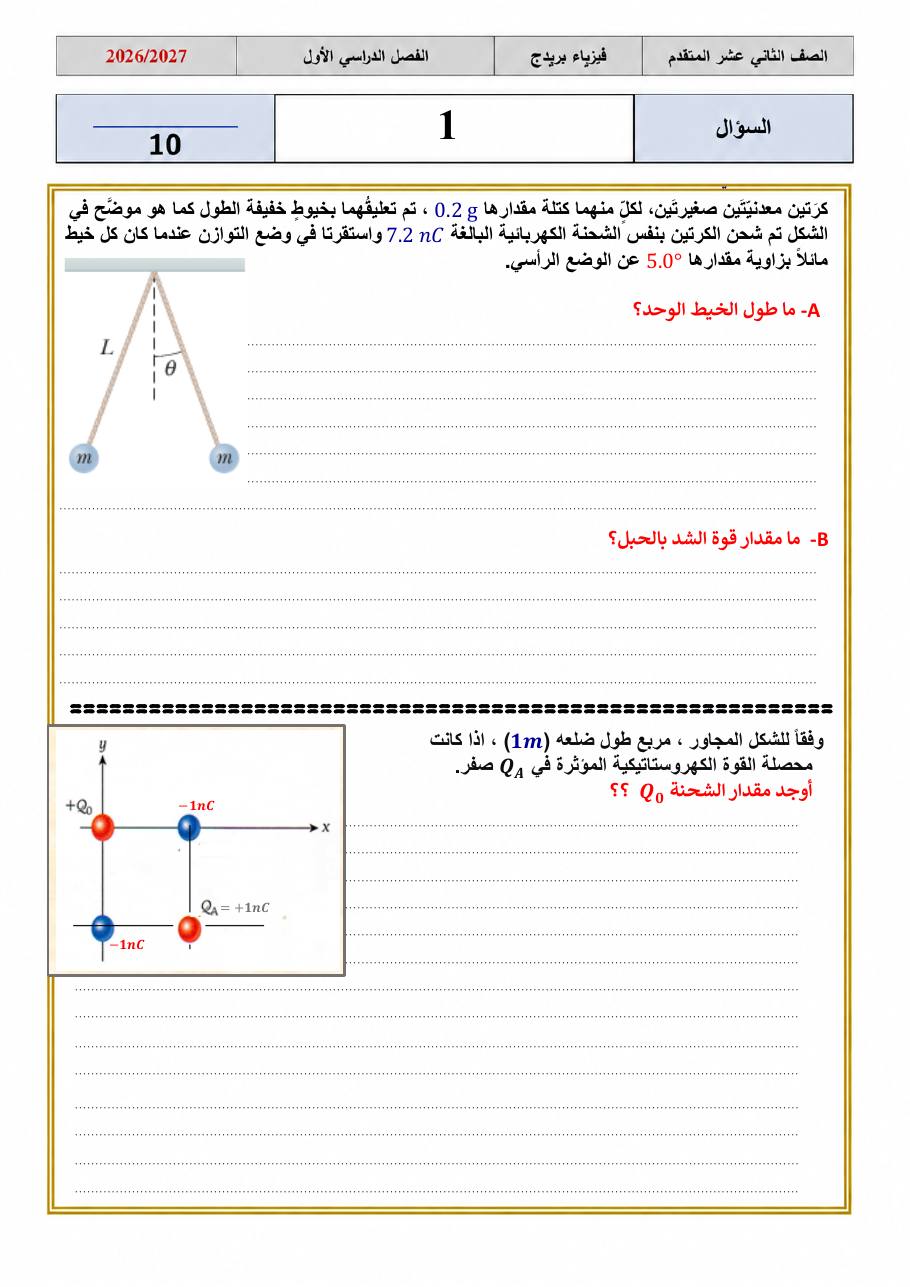 الصف الثاني عشر المتقدم فيزياء بريدج الفصل الدراسي الأول 2026/2027
السؤال 1 10
كرَتين معدنيّتَين صغيرتَين، لكلٍّ منهما كتلة مقدارها 0.2 g ، تم تعليقُهما بخيوطٍ خفيفة الطول كما هو موضَّح في
الشكل تم شحن الكرتين بنفس الشحنة الكهربائية البالغة 7.2 nC واستقرتا في وضع التوازن عندما كان كل خيط
مائلاً بزاوية مقدارها 5.0° عن الوضع الرأسي.
A- ما طول الخيط الوحد؟
L
θ
m m
B- ما مقدار قوة الشد بالحبل؟
وفقاً للشكل المجاور ، مربع طول ضلعه (1m) ، اذا كانت
محصلة القوة الكهروستاتيكية المؤثرة في Q_A صفر.
أوجد مقدار الشحنة Q_0 ؟؟
y
+Q_0 −1nC
x
Q_A = +1nC
−1nC